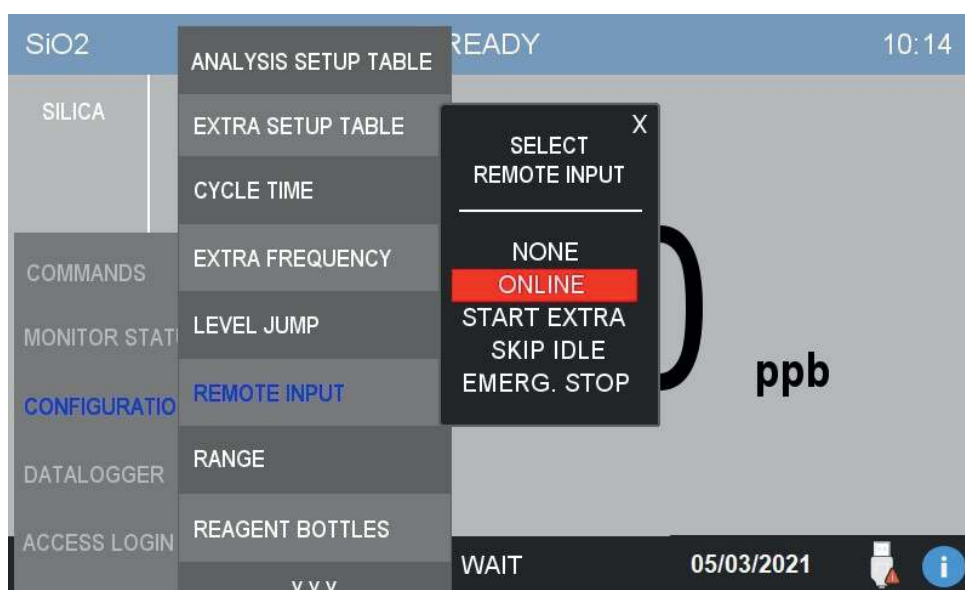 SiO2
READY
10:14
SILICA
COMMANDS
MONITOR STAT
CONFIGURATIO
DATALOGGER
ACCESS LOGIN
ANALYSIS SETUP TABLE
EXTRA SETUP TABLE
CYCLE TIME
EXTRA FREQUENCY
LEVEL JUMP
REMOTE INPUT
RANGE
REAGENT BOTTLES
X
SELECT
REMOTE INPUT
NONE
ONLINE
START EXTRA
SKIP IDLE
EMERG. STOP
ppb
WAIT
05/03/2021
i